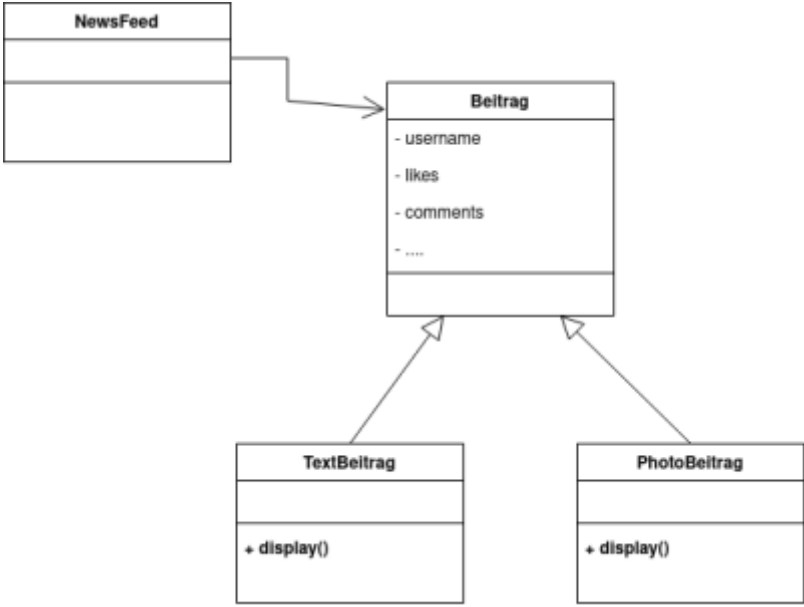 NewsFeed
Beitrag
- username
- likes
- comments
- ....
TextBeitrag
+ display()
PhotoBeitrag
+ display()